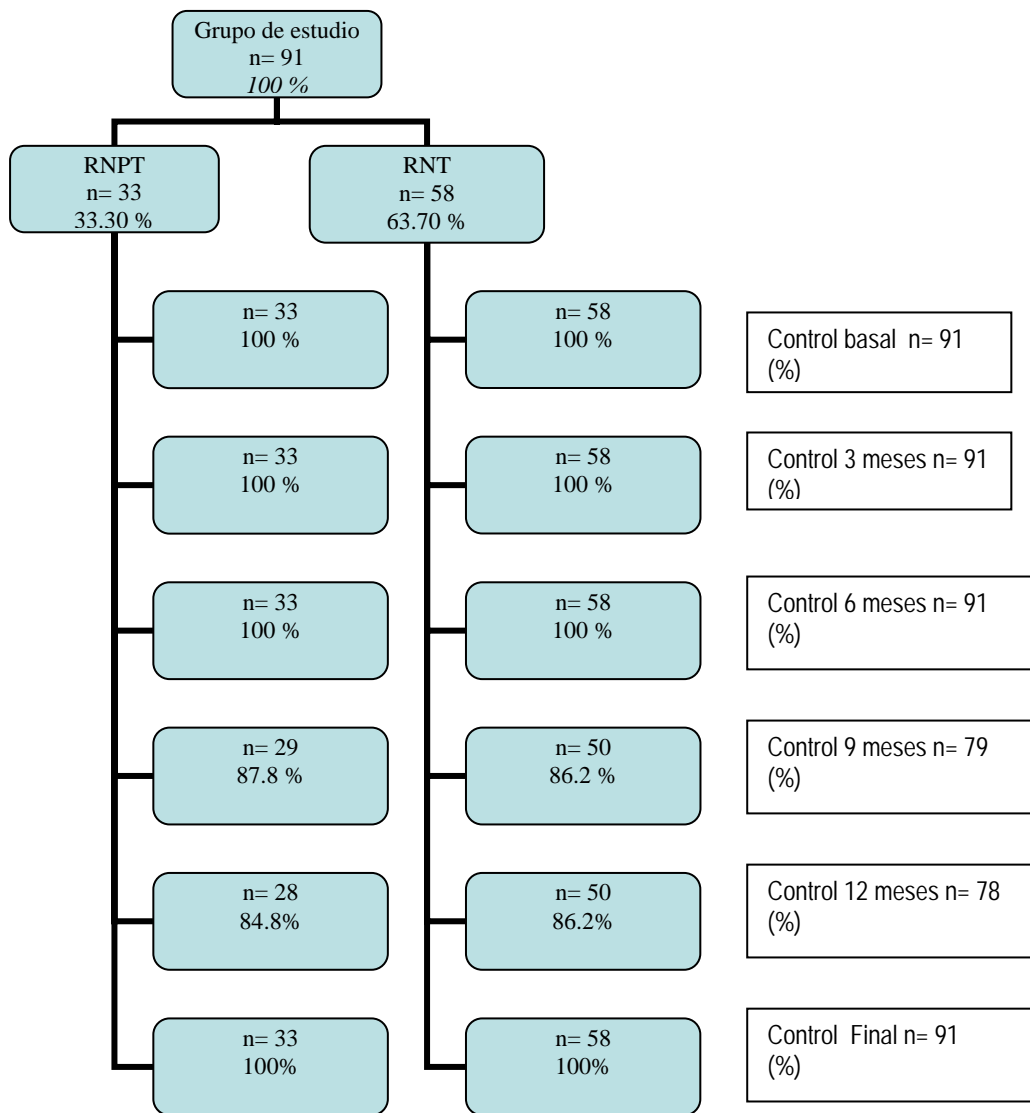 Grupo de estudio
n= 91
100 %
RNPT
n= 33
33.30 %
RNT
n= 58
63.70 %
n= 33
100 %
n= 58
100 %
Control basal n= 91
(%)
n= 33
100 %
n= 58
100 %
Control 3 meses n= 91
(%)
n= 33
100 %
n= 58
100 %
Control 6 meses n= 91
(%)
n= 29
87.8 %
n= 50
86.2 %
Control 9 meses n= 79
(%)
n= 28
84.8%
n= 50
86.2%
Control 12 meses n= 78
(%)
n= 33
100%
n= 58
100%
Control Final n= 91
(%)